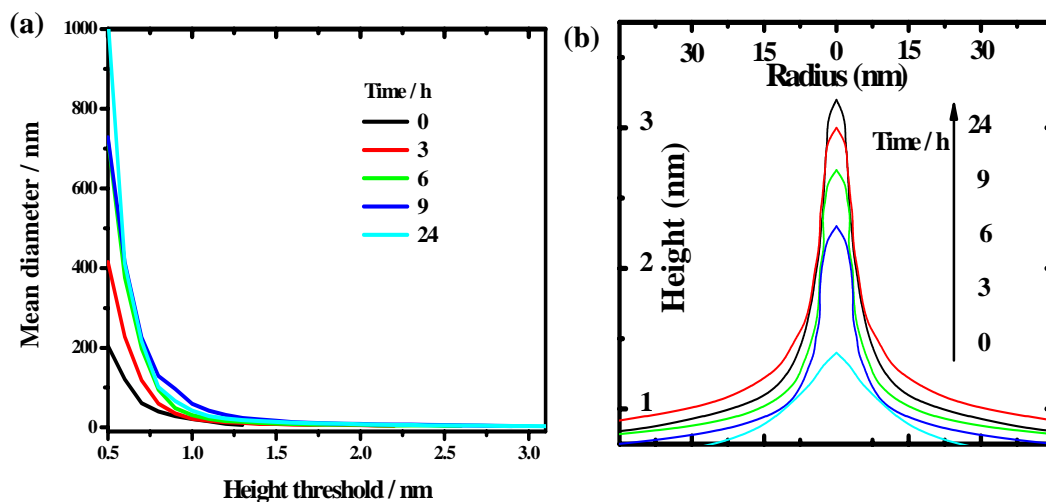 (a)
1000
800
600
400
200
0
Mean diameter / nm
0.5 1.0 1.5 2.0 2.5 3.0
Height threshold / nm
Time / h
0
3
6
9
24
(b)
30 15 0 15 30
Radius (nm)
3
2
1
Height (nm)
Time / h
24
9
6
3
0